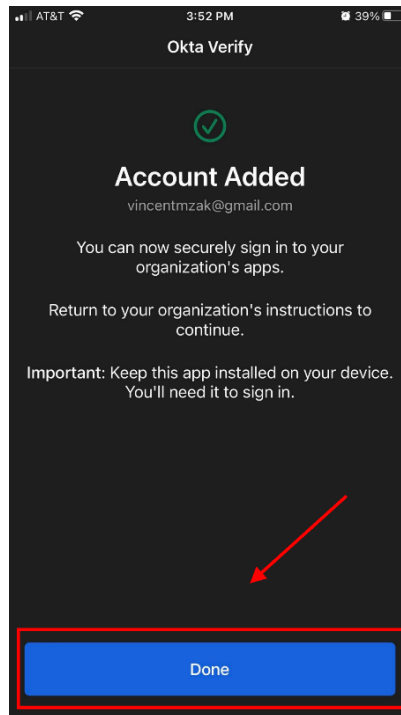 AT&T 3:52 PM 39%
Okta Verify
Account Added
vincentmzak@gmail.com
You can now securely sign in to your
organization's apps.
Return to your organization's instructions to
continue.
Important: Keep this app installed on your device.
You'll need it to sign in.
Done